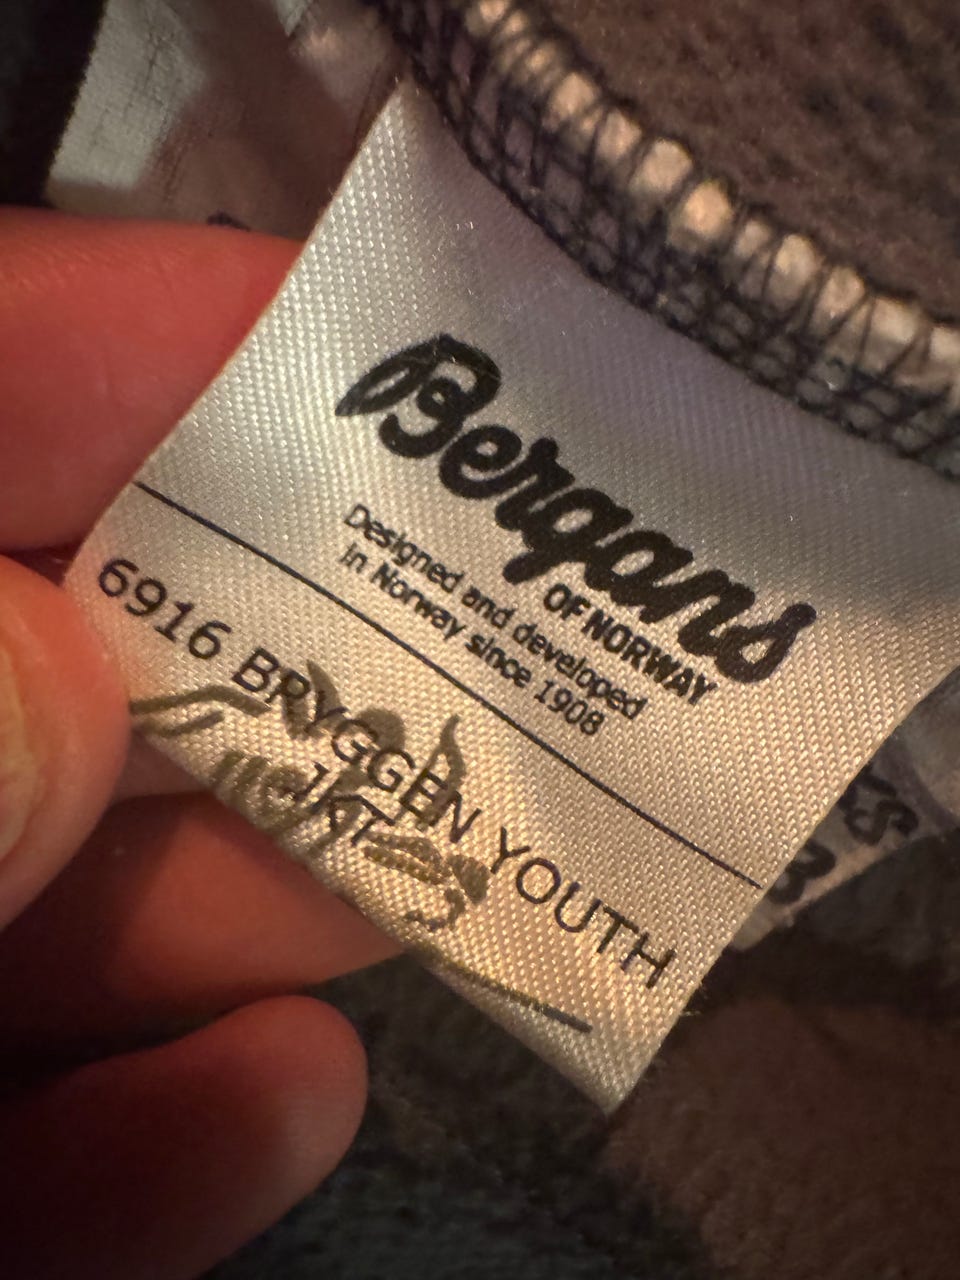 Bergans
OF NORWAY
Designed and developed
in Norway since 1908
6916 BRYGGEN YOUTH
JKT